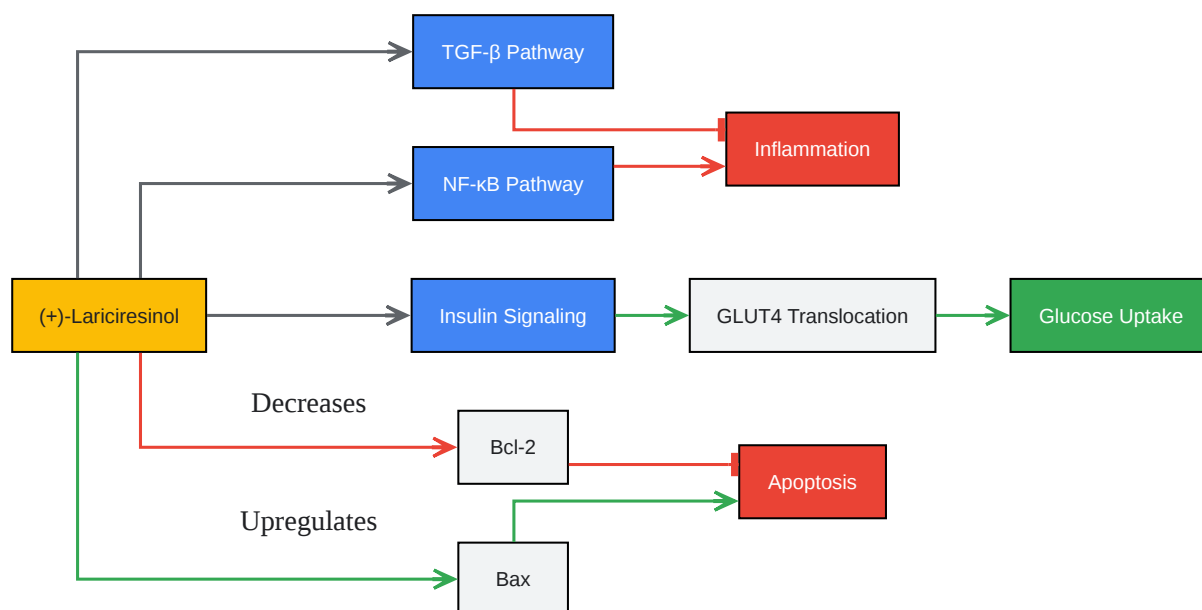 TGF-β Pathway
Inflammation
NF-κB Pathway
(+)-Lariciresinol
Insulin Signaling
GLUT4 Translocation
Glucose Uptake
Decreases
Bcl-2
Apoptosis
Upregulates
Bax